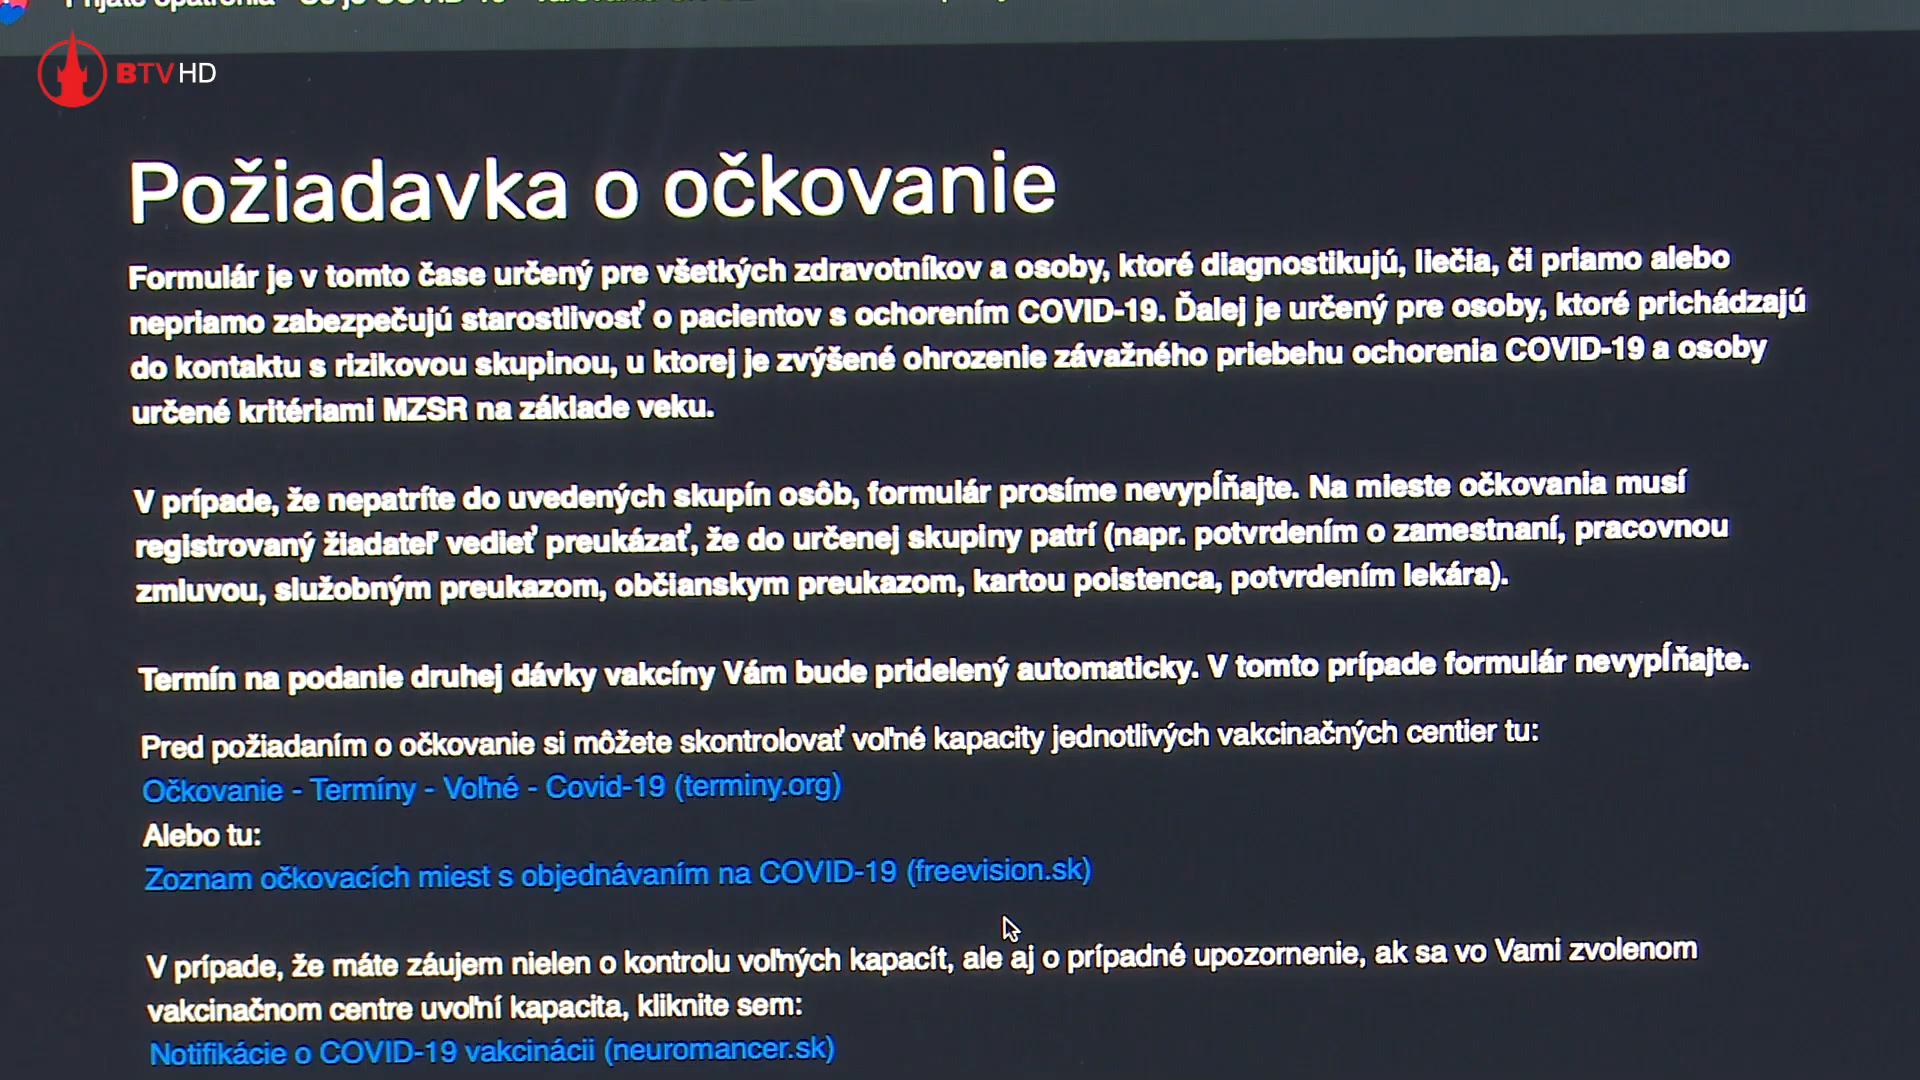 BTV HD
Požiadavka o očkovanie
Formulár je v tomto čase určený pre všetkých zdravotníkov a osoby, ktoré diagnostikujú, liečia, či priamo alebo
nepriamo zabezpečujú starostlivosť o pacientov s ochorením COVID-19. Ďalej je určený pre osoby, ktoré prichádzajú
do kontaktu s rizikovou skupinou, u ktorej je zvýšené ohrozenie závažného priebehu ochorenia COVID-19 a osoby
určené kritériami MZSR na základe veku.
V prípade, že nepatríte do uvedených skupín osôb, formulár prosíme nevypĺňajte. Na mieste očkovania musí
registrovaný žiadateľ vedieť preukázať, že do určenej skupiny patrí (napr. potvrdením o zamestnaní, pracovnou
zmluvou, služobným preukazom, občianskym preukazom, kartou poistenca, potvrdením lekára).
Termín na podanie druhej dávky vakcíny Vám bude pridelený automaticky. V tomto prípade formulár nevypĺňajte.
Pred požiadaním o očkovanie si môžete skontrolovať voľné kapacity jednotlivých vakcinačných centier tu:
Očkovanie - Termíny - Voľné - Covid-19 (terminy.org)
Alebo tu:
Zoznam očkovacích miest s objednávaním na COVID-19 (freevision.sk)
V prípade, že máte záujem nielen o kontrolu voľných kapacít, ale aj o prípadné upozornenie, ak sa vo Vami zvolenom
vakcinačnom centre uvoľní kapacita, kliknite sem:
Notifikácie o COVID-19 vakcinácii (neuromancer.sk)